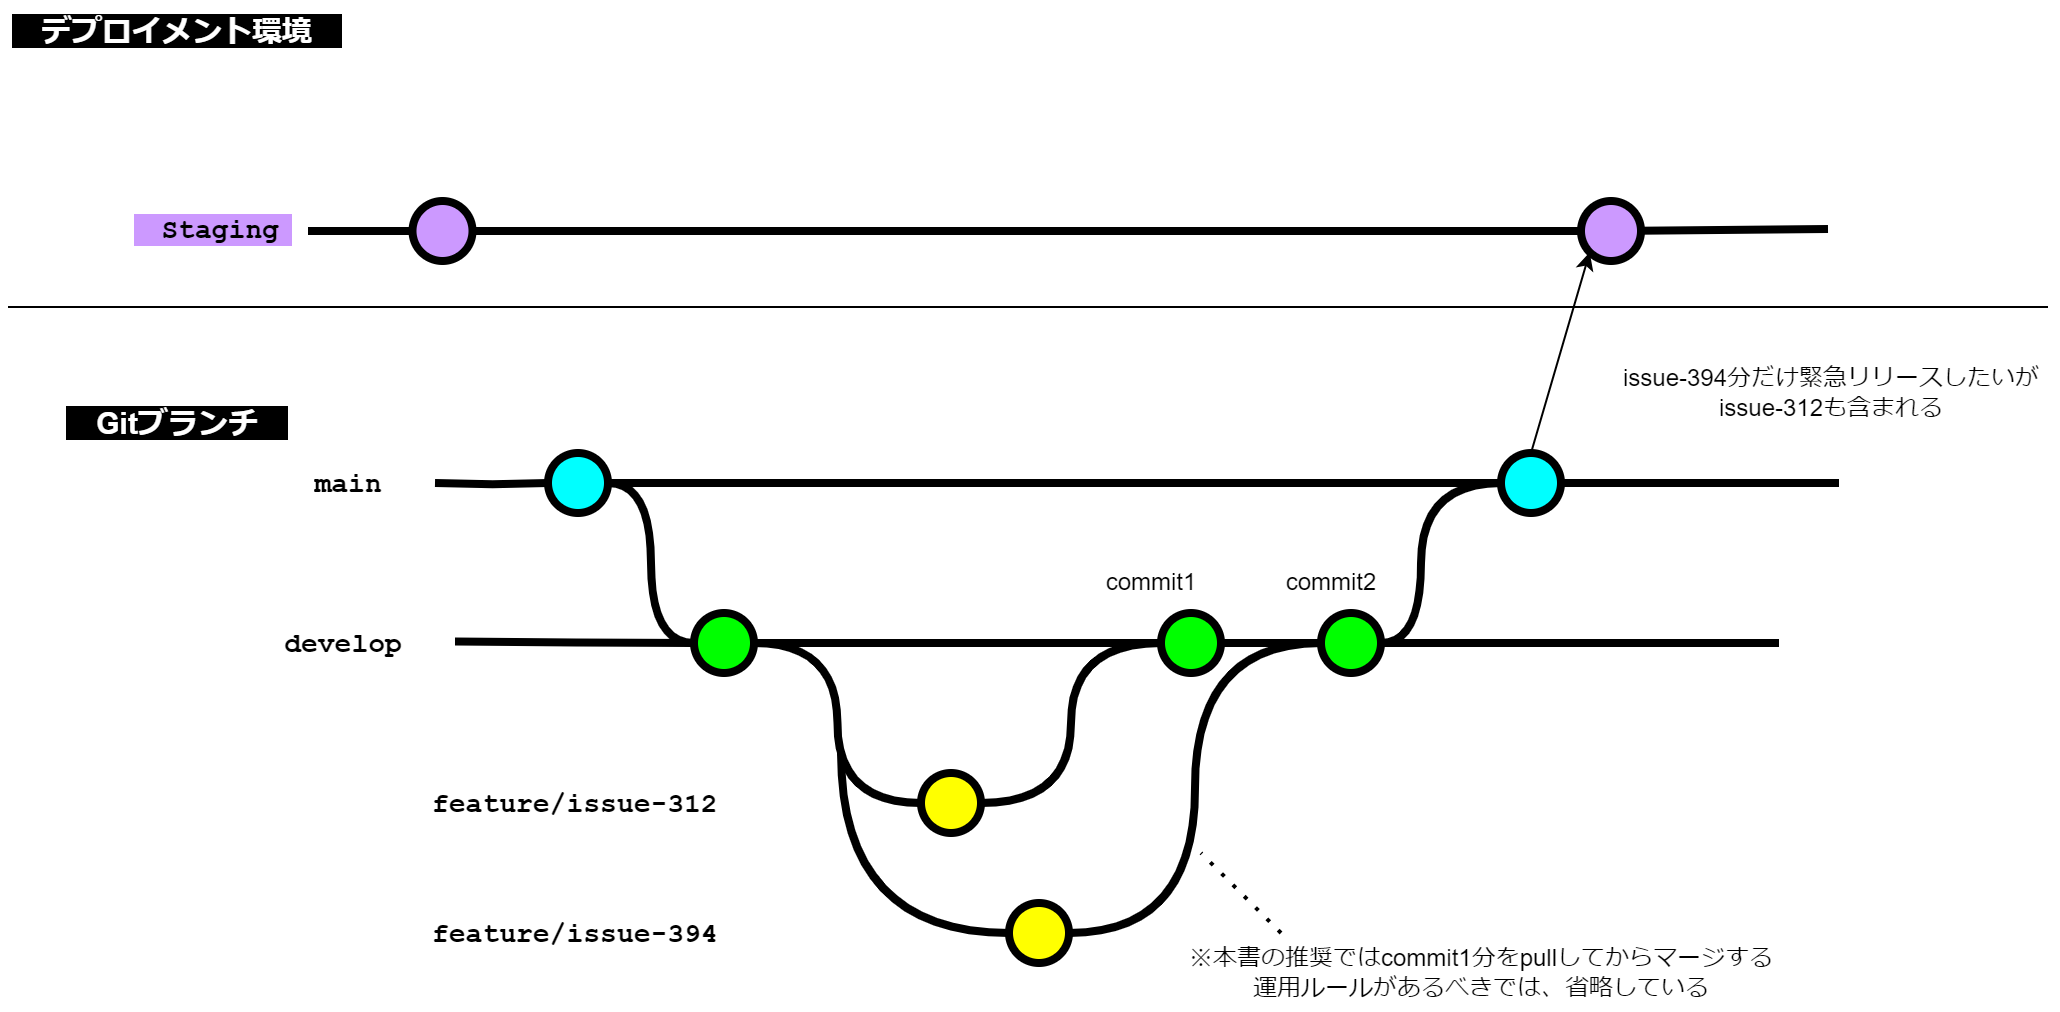 デプロイメント環境
Staging
issue-394分だけ緊急リリースしたいが
issue-312も含まれる
Gitブランチ
main
commit1
commit2
develop
feature/issue-312
feature/issue-394
※本書の推奨ではcommit1分をpullしてからマージする
運用ルールがあるべきでは、省略している